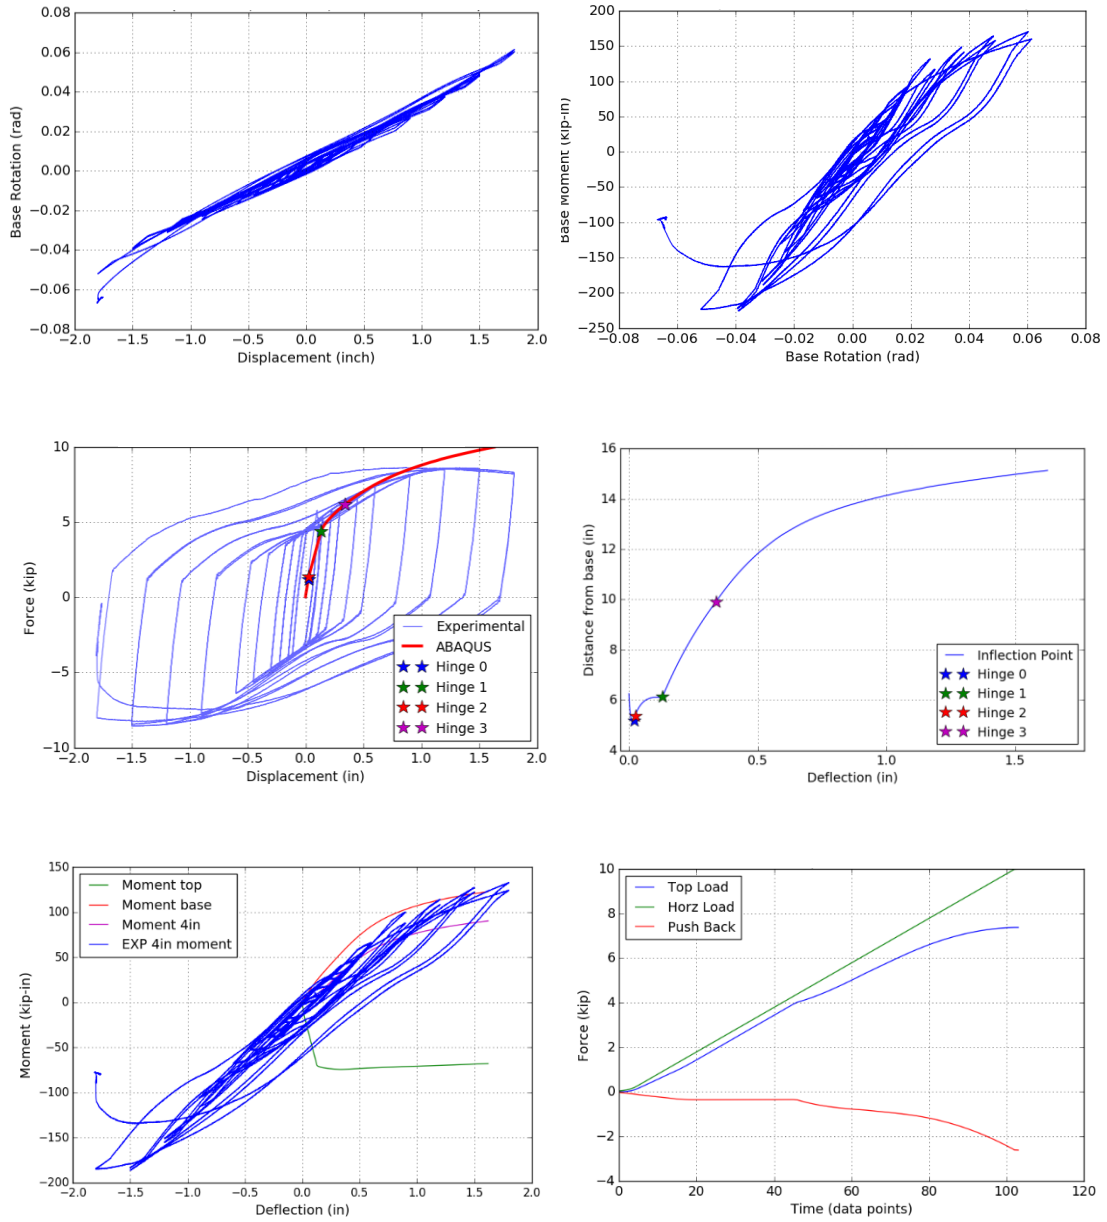 0.08
0.06
0.04
0.02
0.00
−0.02
−0.04
−0.06
−0.08
Base Rotation (rad)
−2.0 −1.5 −1.0 −0.5 0.0 0.5 1.0 1.5 2.0
Displacement (inch)
200
150
100
50
0
−50
−100
−150
−200
−250
Base Moment (Kip-in)
−0.08 −0.06 −0.04 −0.02 0.00 0.02 0.04 0.06 0.08
Base Rotation (rad)
10
5
0
−5
−10
Force (kip)
Experimental
ABAQUS
Hinge 0
Hinge 1
Hinge 2
Hinge 3
−2.0 −1.5 −1.0 −0.5 0.0 0.5 1.0 1.5 2.0
Displacement (in)
16
14
12
10
8
6
4
Distance from base (in)
Inflection Point
Hinge 0
Hinge 1
Hinge 2
Hinge 3
0.0 0.5 1.0 1.5
Deflection (in)
150
100
50
0
−50
−100
−150
−200
Moment (kip-in)
Moment top
Moment base
Moment 4in
EXP 4in moment
−2.0 −1.5 −1.0 −0.5 0.0 0.5 1.0 1.5 2.0
Deflection (in)
10
8
6
4
2
0
−2
−4
Force (kip)
Top Load
Horz Load
Push Back
0 20 40 60 80 100 120
Time (data points)